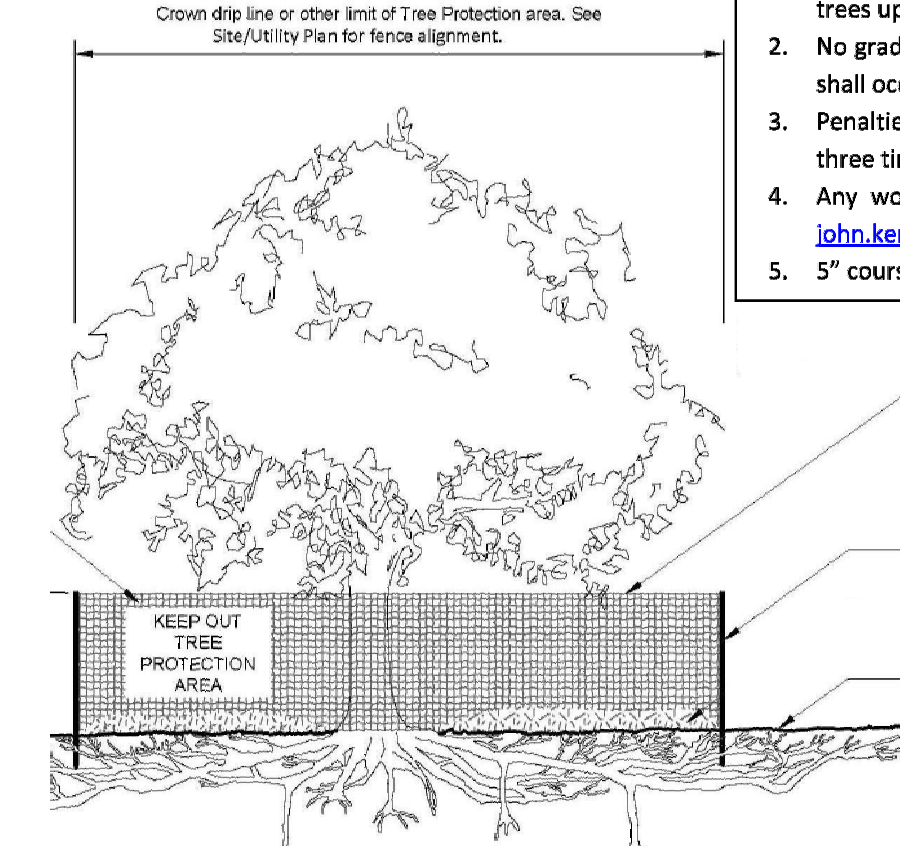 Crown drip line or other limit of Tree Protection area. See
Site/Utility Plan for fence alignment.
trees up
2. No grad
shall occ
3. Penaltie
three tir
4. Any wo
john.ker
5. 5” cours
KEEP OUT
TREE
PROTECTION
AREA